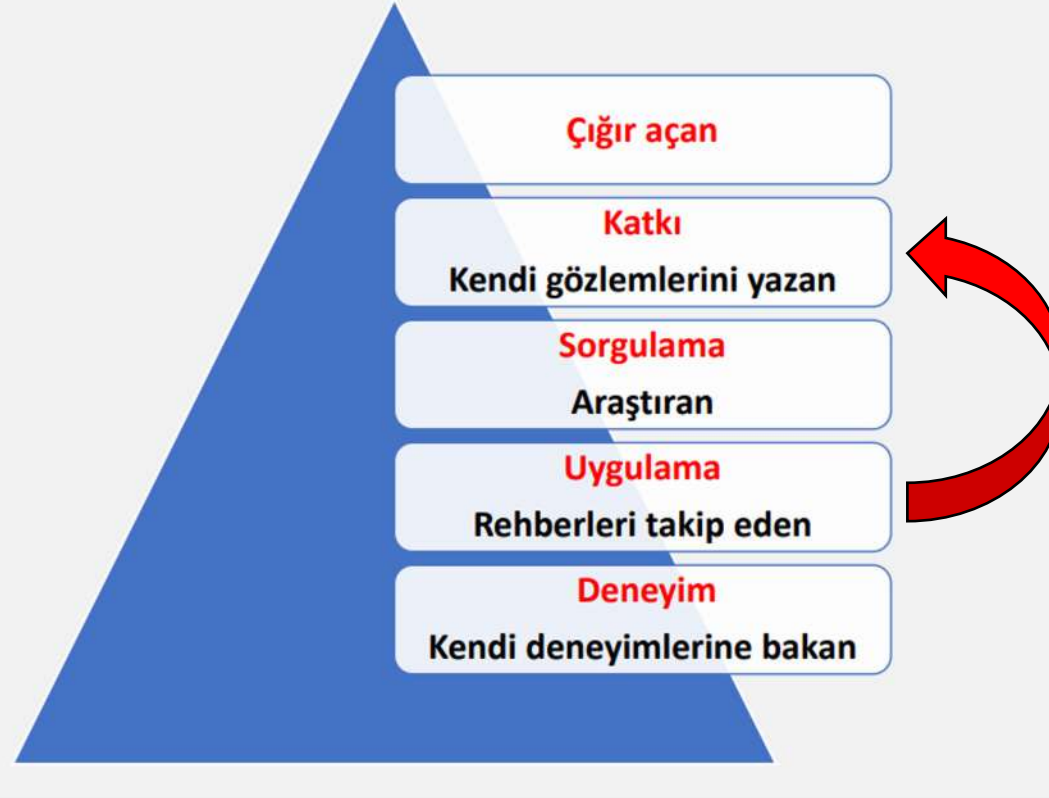 Çığır açan
Katkı
Kendi gözlemlerini yazan
Sorgulama
Araştıran
Uygulama
Rehberleri takip eden
Deneyim
Kendi deneyimlerine bakan